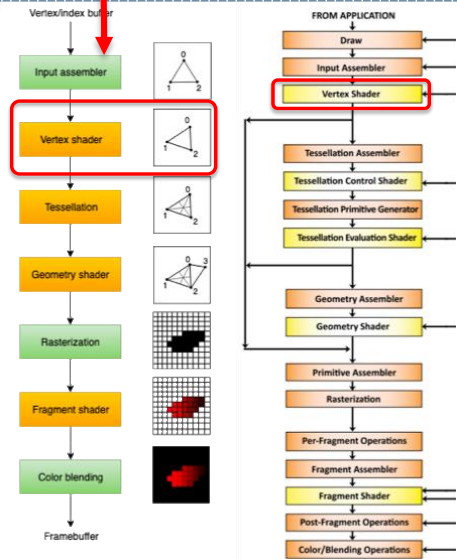 Vertex/index buffer
Input assembler
0
1 2
Vertex shader
0
1
2
Tessellation
0
1
2
Geometry shader
0 3
1
2
Rasterization
Fragment shader
Color blending
Framebuffer
FROM APPLICATION
Draw
Input Assembler
Vertex Shader
Tessellation Assembler
Tessellation Control Shader
Tessellation Primitive Generator
Tessellation Evaluation Shader
Geometry Assembler
Geometry Shader
Primitive Assembler
Rasterization
Per-Fragment Operations
Fragment Assembler
Fragment Shader
Post-Fragment Operations
Color/Blending Operations